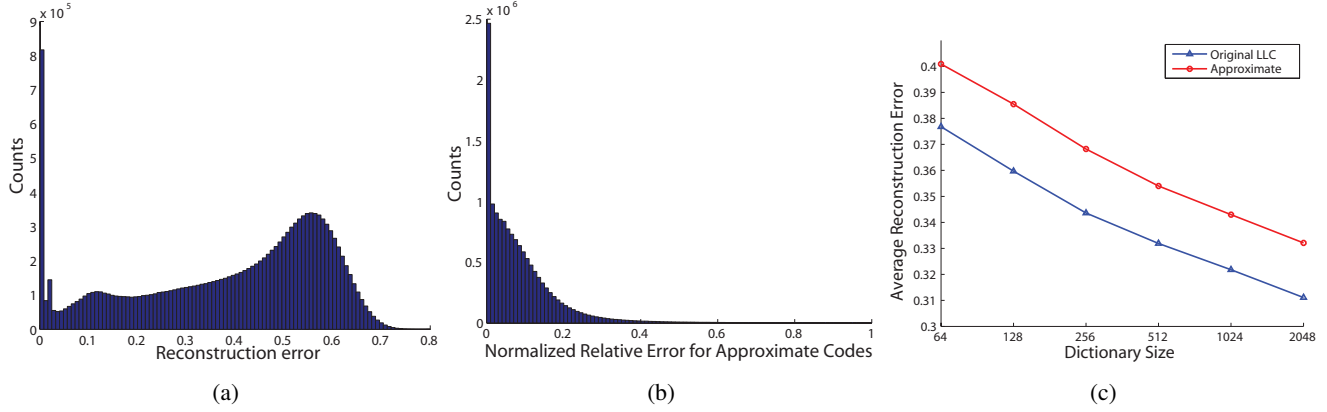 x 10^5
9
8
7
6
5
4
3
2
1
0
Counts
0 0.1 0.2 0.3 0.4 0.5 0.6 0.7 0.8
Reconstruction error
(a)
x 10^6
2.5
2
1.5
1
0.5
0
Counts
0 0.2 0.4 0.6 0.8 1
Normalized Relative Error for Approximate Codes
(b)
Original LLC
Approximate
0.4
0.39
0.38
0.37
0.36
0.35
0.34
0.33
0.32
0.31
0.3
Average Reconstruction Error
64 128 256 512 1024 2048
Dictionary Size
(c)